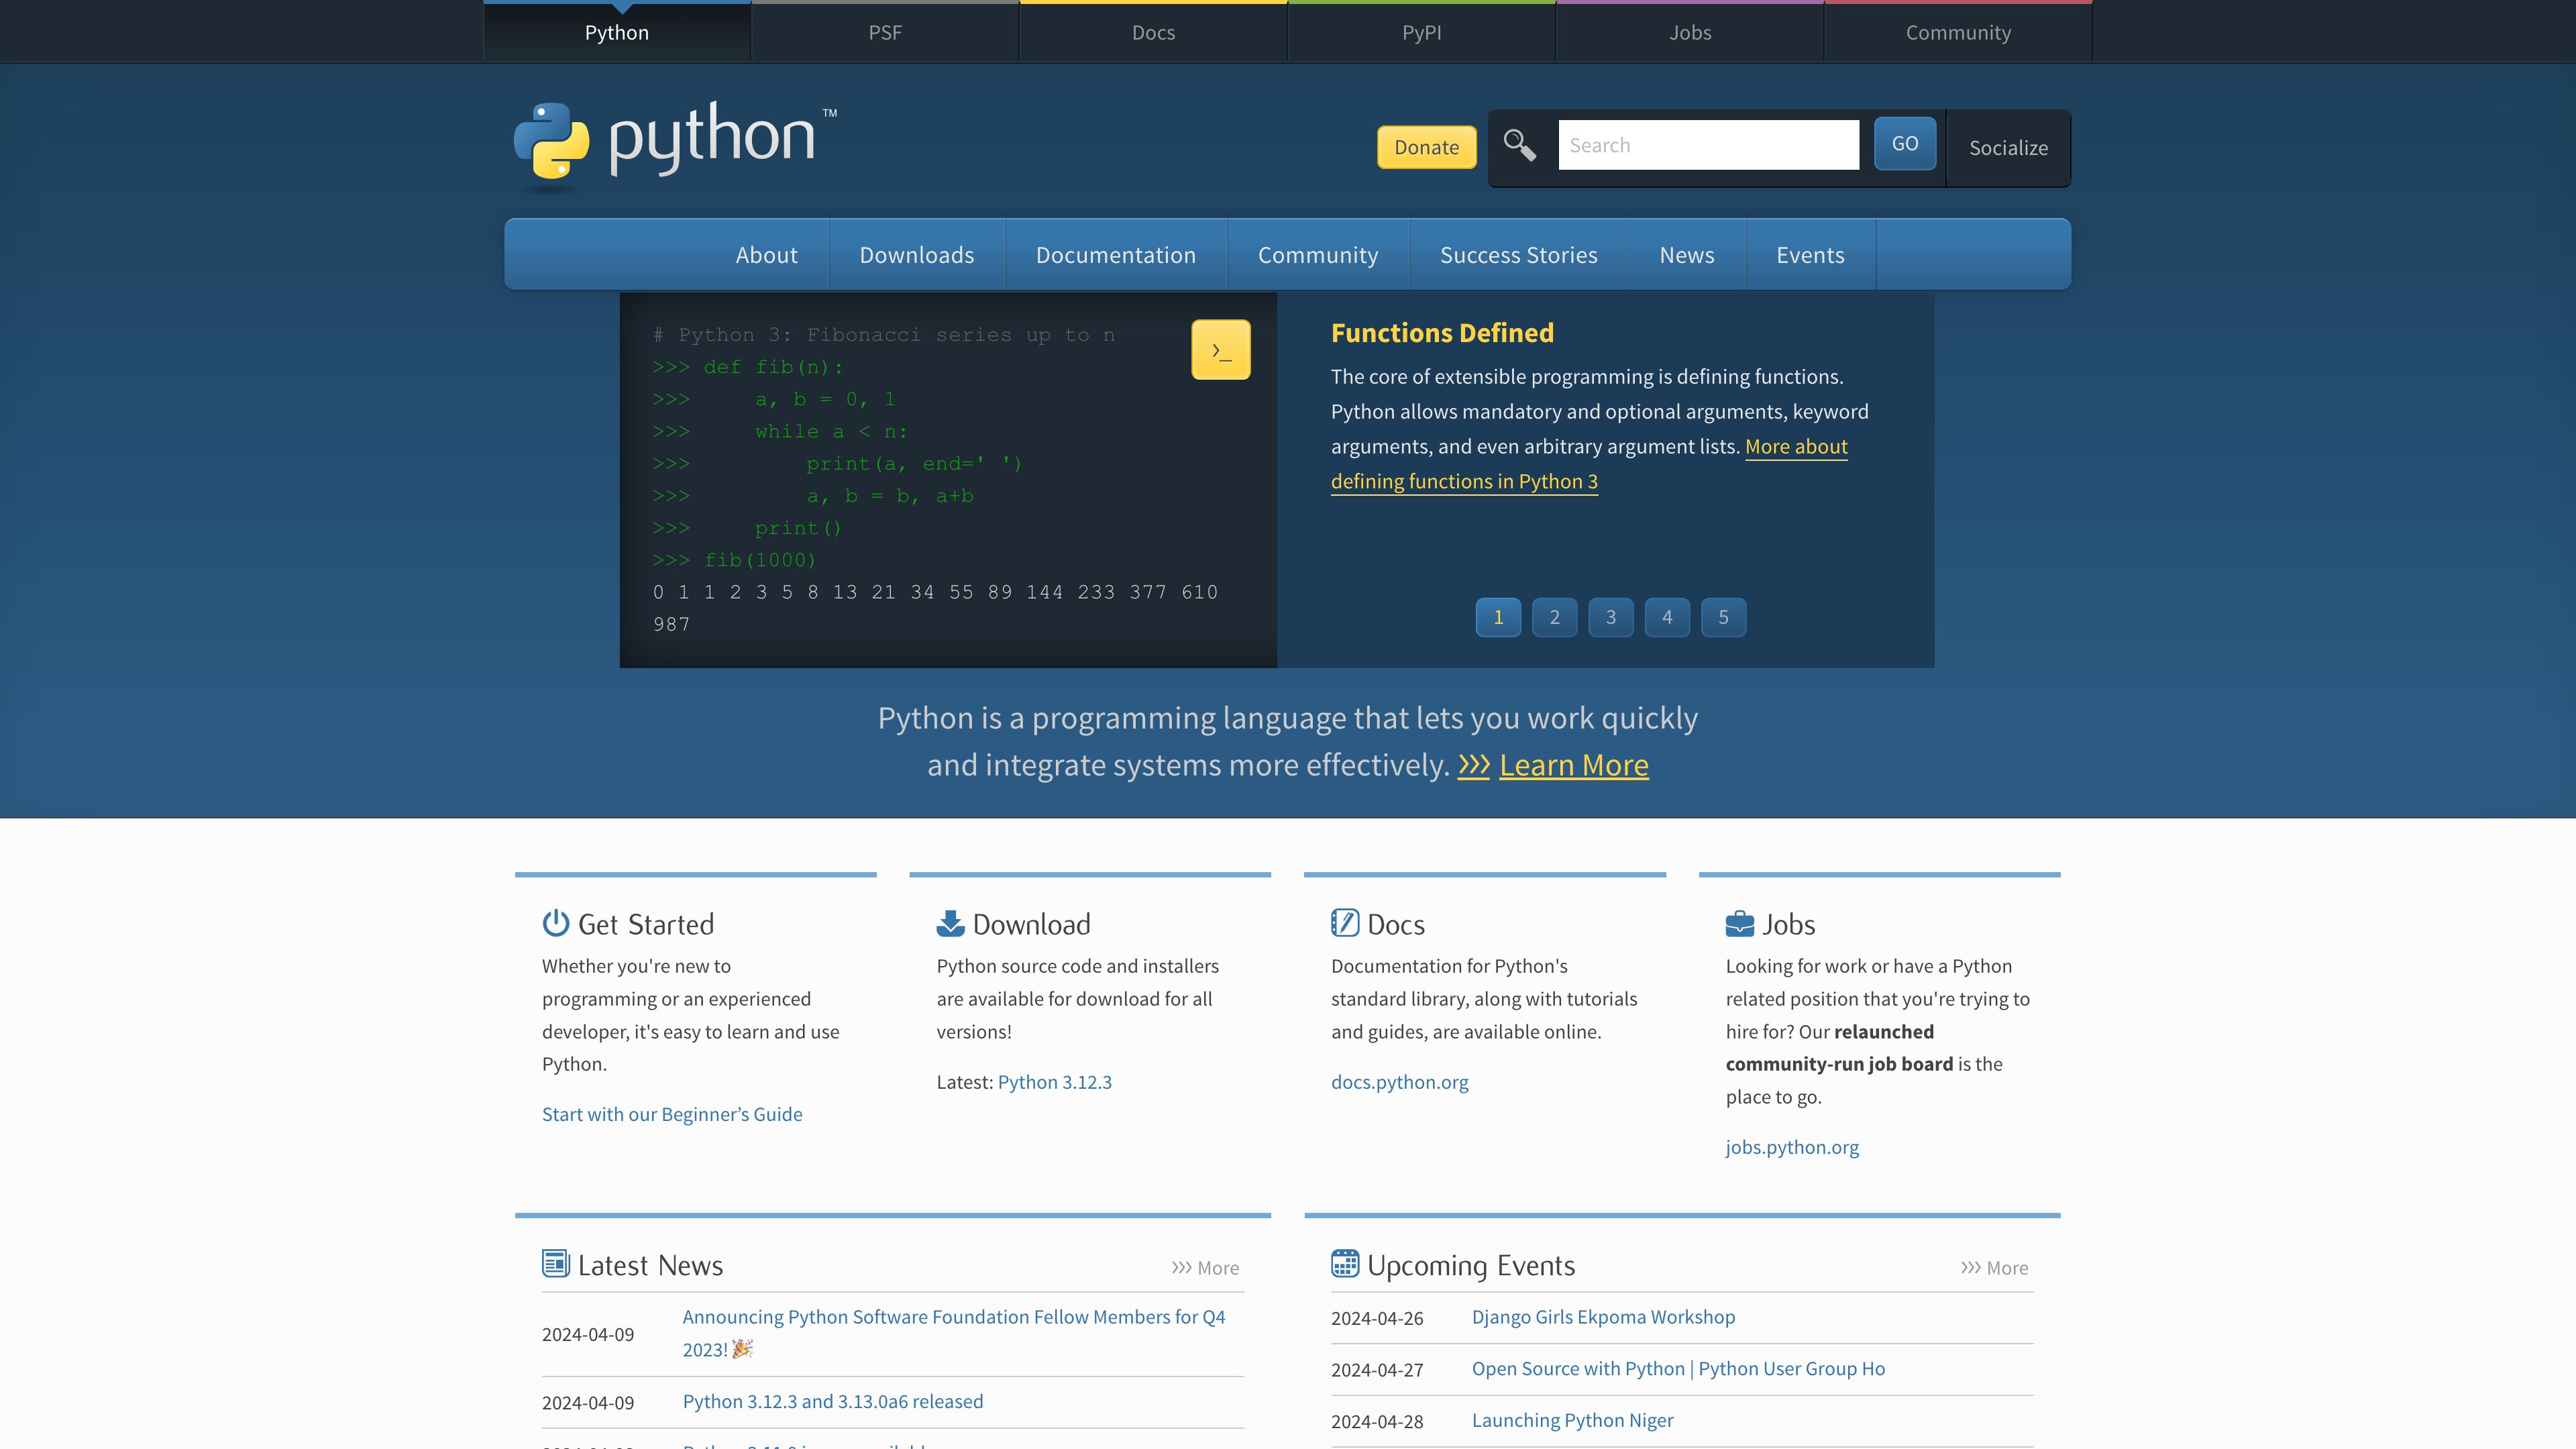 Python
PSF
Docs
PyPI
Jobs
Community
python™
Donate
Search
GO
Socialize
About
Downloads
Documentation
Community
Success Stories
News
Events
# Python 3: Fibonacci series up to n
>>> def fib(n):
>>>     a, b = 0, 1
>>>     while a < n:
>>>         print(a, end=' ')
>>>         a, b = b, a+b
>>>     print()
>>> fib(1000)
0 1 1 2 3 5 8 13 21 34 55 89 144 233 377 610
987
>_
Functions Defined
The core of extensible programming is defining functions.
Python allows mandatory and optional arguments, keyword
arguments, and even arbitrary argument lists. More about
defining functions in Python 3
1 2 3 4 5
Python is a programming language that lets you work quickly
and integrate systems more effectively. >>> Learn More
Get Started
Whether you're new to
programming or an experienced
developer, it's easy to learn and use
Python.
Start with our Beginner’s Guide
Download
Python source code and installers
are available for download for all
versions!
Latest: Python 3.12.3
Docs
Documentation for Python's
standard library, along with tutorials
and guides, are available online.
docs.python.org
Jobs
Looking for work or have a Python
related position that you're trying to
hire for? Our relaunched
community-run job board is the
place to go.
jobs.python.org
Latest News
>>> More
2024-04-09
Announcing Python Software Foundation Fellow Members for Q4
2023! 🎉
2024-04-09 Python 3.12.3 and 3.13.0a6 released
Upcoming Events
>>> More
2024-04-26 Django Girls Ekpoma Workshop
2024-04-27 Open Source with Python | Python User Group Ho
2024-04-28 Launching Python Niger